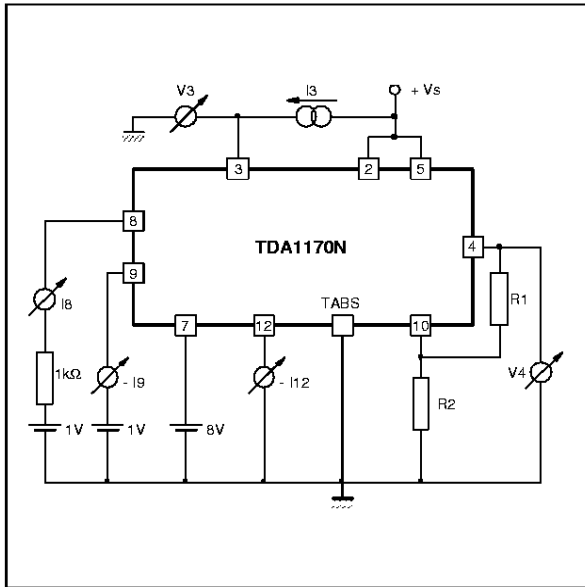 V3
I3
+ Vs
3
2
5
8
TDA1170N
4
9
TABS
R1
I8
7
12
10
1kΩ
- I9
- I12
V4
R2
1V
1V
8V